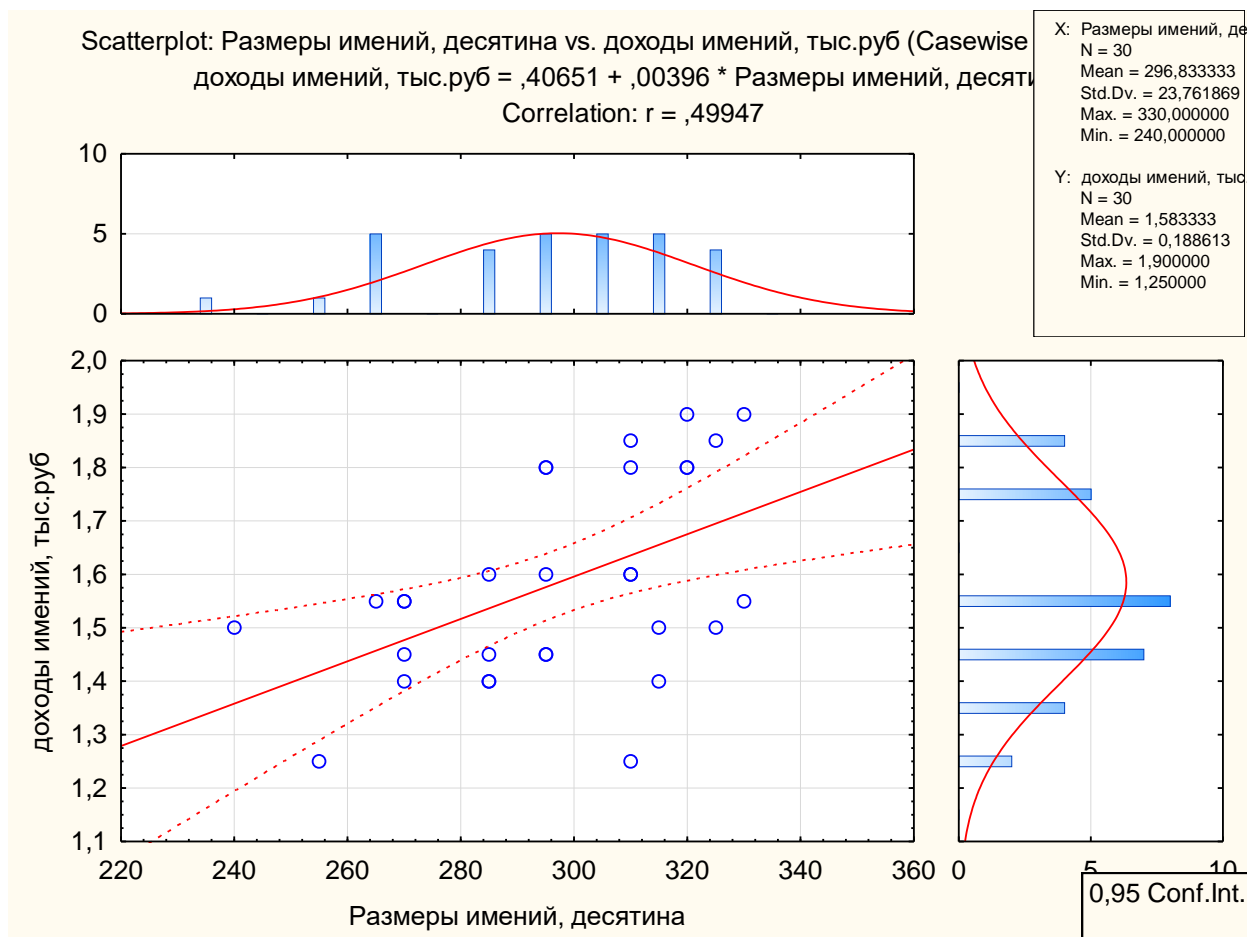 Scatterplot: Размеры имений, десятина vs. доходы имений, тыс.руб (Casewise
доходы имений, тыс.руб = ,40651 + ,00396 * Размеры имений, десяти
Correlation: r = ,49947
X: Размеры имений, де
N = 30
Mean = 296,833333
Std.Dv. = 23,761869
Max. = 330,000000
Min. = 240,000000
Y: доходы имений, тыс
N = 30
Mean = 1,583333
Std.Dv. = 0,188613
Max. = 1,900000
Min. = 1,250000
10
5
0
2,0
1,9
1,8
1,7
1,6
1,5
1,4
1,3
1,2
1,1
доходы имений, тыс.руб
220 240 260 280 300 320 340 360
0 5 10
Размеры имений, десятина
0,95 Conf.Int.